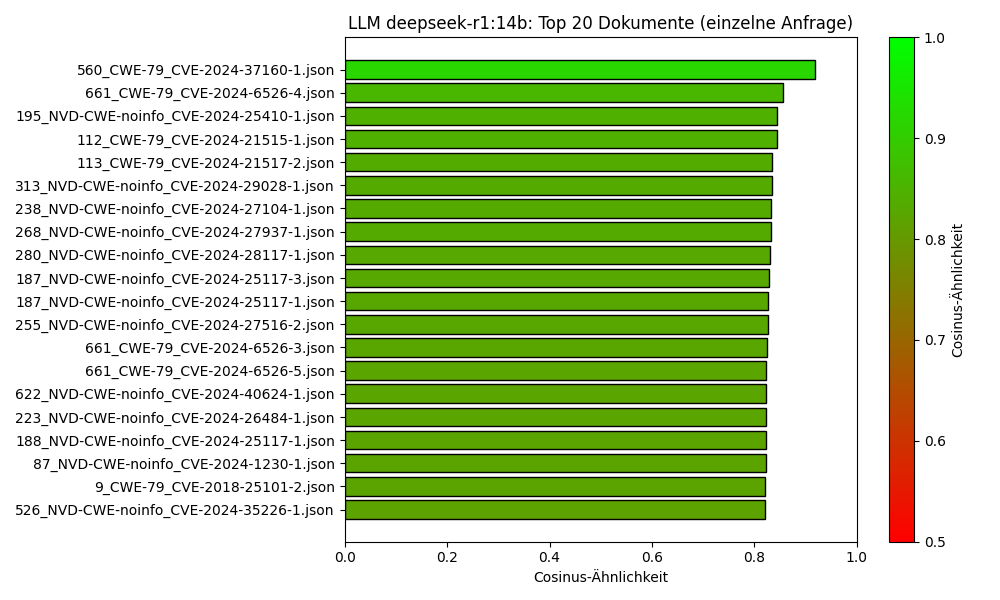 LLM deepseek-r1:14b: Top 20 Dokumente (einzelne Anfrage)
560_CWE-79_CVE-2024-37160-1.json
661_CWE-79_CVE-2024-6526-4.json
195_NVD-CWE-noinfo_CVE-2024-25410-1.json
112_CWE-79_CVE-2024-21515-1.json
113_CWE-79_CVE-2024-21517-2.json
313_NVD-CWE-noinfo_CVE-2024-29028-1.json
238_NVD-CWE-noinfo_CVE-2024-27104-1.json
268_NVD-CWE-noinfo_CVE-2024-27937-1.json
280_NVD-CWE-noinfo_CVE-2024-28117-1.json
187_NVD-CWE-noinfo_CVE-2024-25117-3.json
187_NVD-CWE-noinfo_CVE-2024-25117-1.json
255_NVD-CWE-noinfo_CVE-2024-27516-2.json
661_CWE-79_CVE-2024-6526-3.json
661_CWE-79_CVE-2024-6526-5.json
622_NVD-CWE-noinfo_CVE-2024-40624-1.json
223_NVD-CWE-noinfo_CVE-2024-26484-1.json
188_NVD-CWE-noinfo_CVE-2024-25117-1.json
87_NVD-CWE-noinfo_CVE-2024-1230-1.json
9_CWE-79_CVE-2018-25101-2.json
526_NVD-CWE-noinfo_CVE-2024-35226-1.json
0.0 0.2 0.4 0.6 0.8 1.0
Cosinus-Ähnlichkeit
1.0
0.9
0.8
0.7
0.6
0.5
Cosinus-Ähnlichkeit